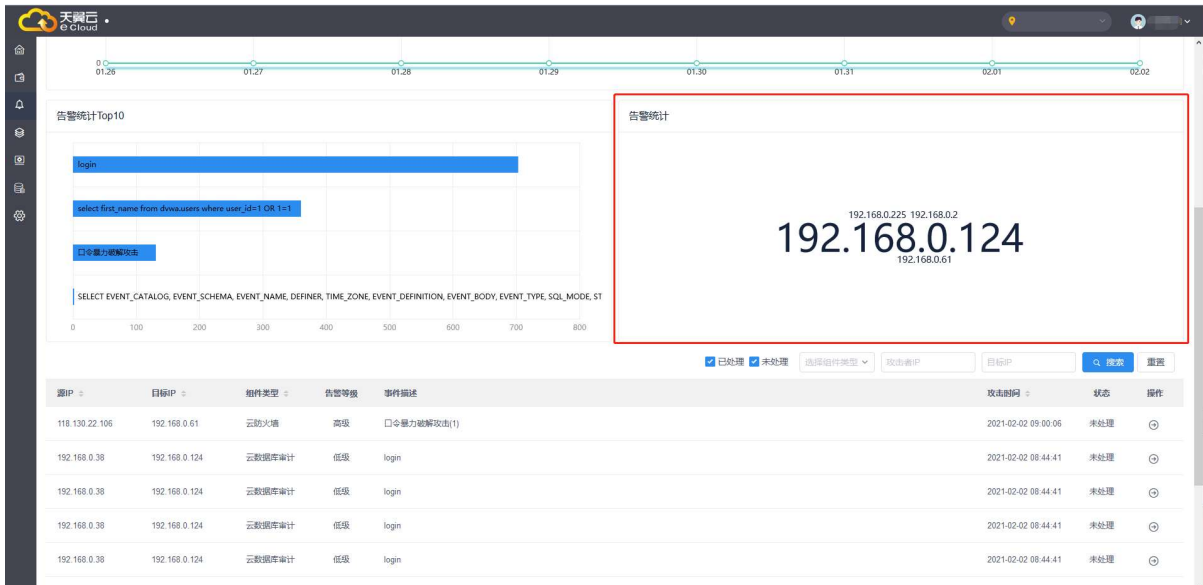 天翼云
e Cloud
0
01.26 01.27 01.28 01.29 01.30 01.31 02.01 02.02
告警统计Top10
login
select first_name from dvwa.users where user_id=1 OR 1=1
口令暴力破解攻击
SELECT EVENT_CATALOG, EVENT_SCHEMA, EVENT_NAME, DEFINER, TIME_ZONE, EVENT_DEFINITION, EVENT_BODY, EVENT_TYPE, SQL_MODE, ST
0 100 200 300 400 500 600 700 800
告警统计
192.168.0.225 192.168.0.2
192.168.0.124
192.168.0.61
已处理 未处理 选择组件类型 攻击者IP 目标IP 搜索 重置
源IP 目标IP 组件类型 告警等级 事件描述 攻击时间 状态 操作
118.130.22.106 192.168.0.61 云防火墙 高级 口令暴力破解攻击(1) 2021-02-02 09:00:06 未处理
192.168.0.38 192.168.0.124 云数据库审计 低级 login 2021-02-02 08:44:41 未处理
192.168.0.38 192.168.0.124 云数据库审计 低级 login 2021-02-02 08:44:41 未处理
192.168.0.38 192.168.0.124 云数据库审计 低级 login 2021-02-02 08:44:41 未处理
192.168.0.38 192.168.0.124 云数据库审计 低级 login 2021-02-02 08:44:41 未处理